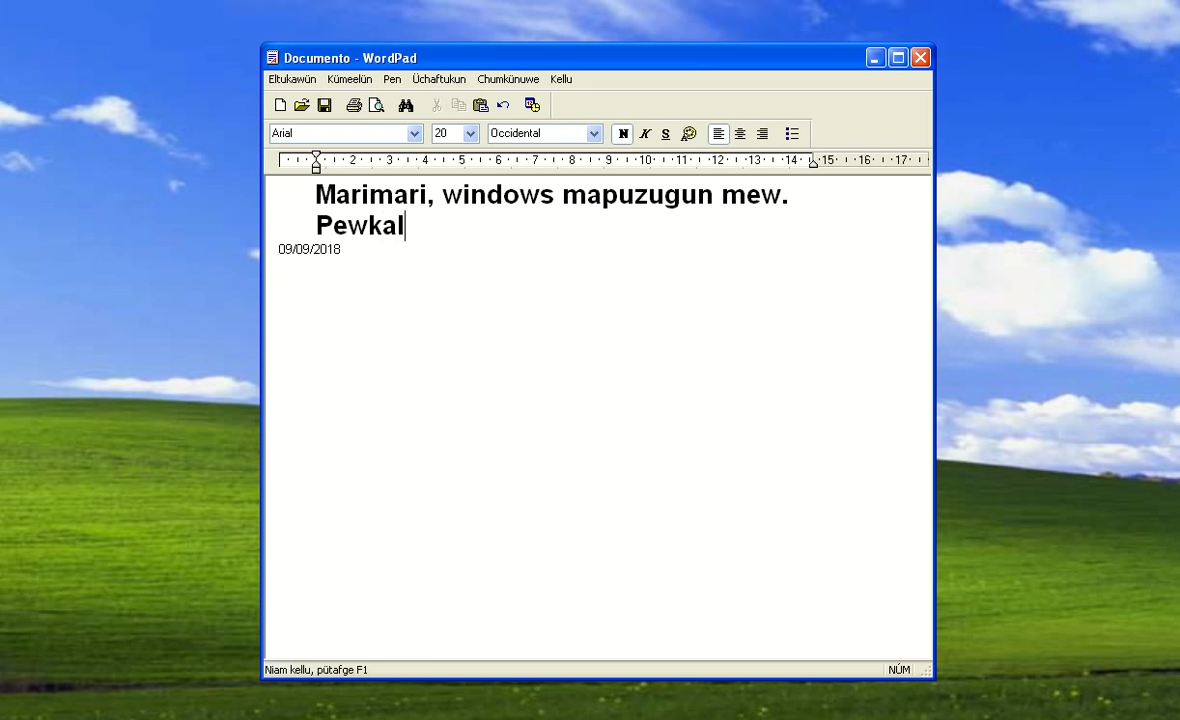 Documento - WordPad
Eltukawün Kümeelün Pen Üchaftukun Chumkünuwe Kellu
Arial 20 Occidental N K S
2 3 4 5 6 7 8 9 10 11 12 13 14 15 16 17
Marimari, windows mapuzugun mew.
Pewkal
09/09/2018
Niam kellu, pütafge F1 NÚM